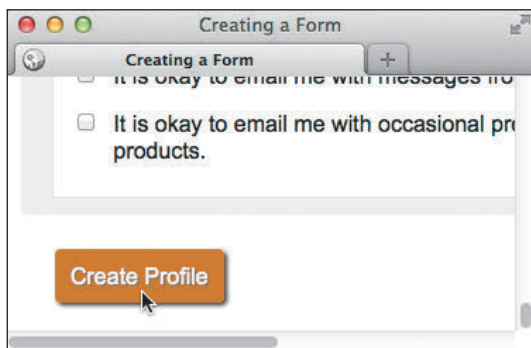 Creating a Form
Creating a Form
It is okay to email me with messages fro
It is okay to email me with occasional pr
products.
Create Profile